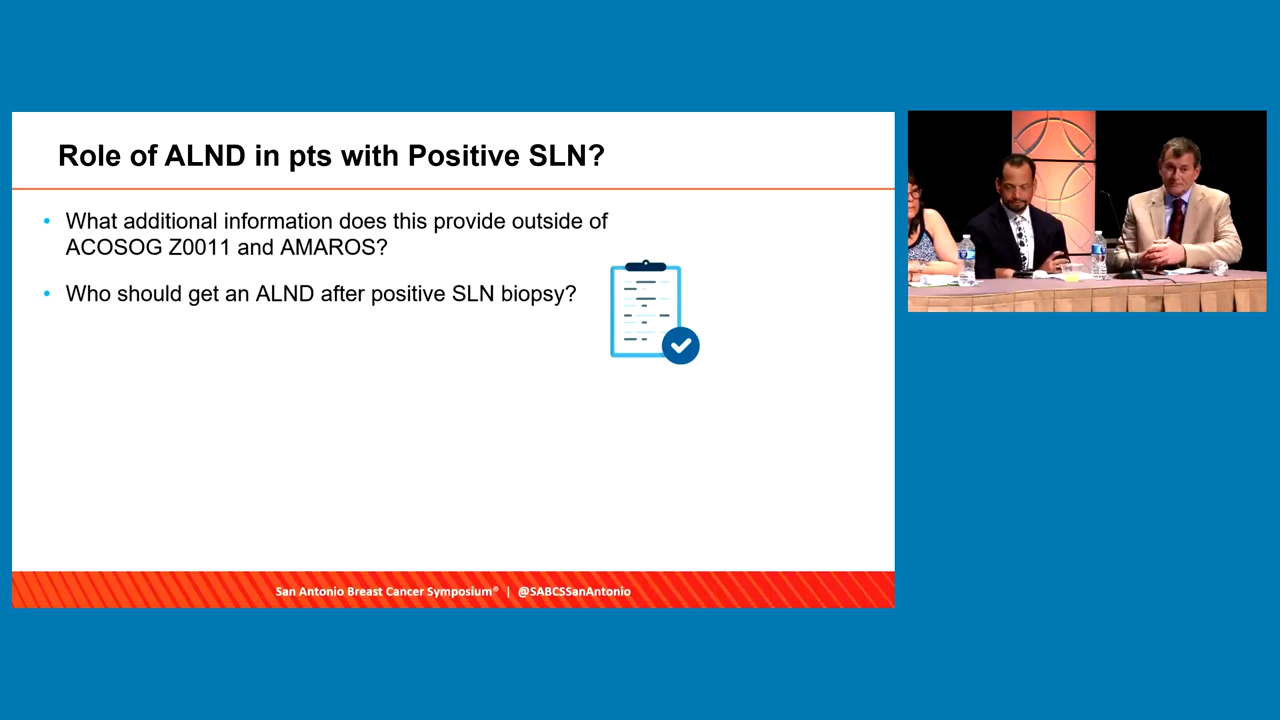 Role of ALND in pts with Positive SLN?
• What additional information does this provide outside of
ACOSOG Z0011 and AMAROS?
• Who should get an ALND after positive SLN biopsy?
San Antonio Breast Cancer Symposium® | @SABCSSanAntonio